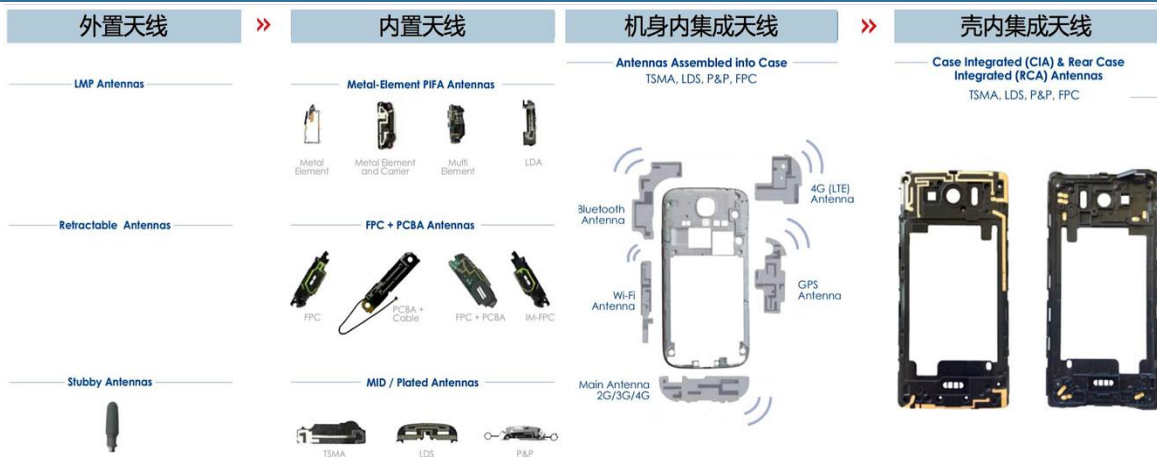 外置天线
»
内置天线
机身内集成天线
»
壳内集成天线
LMP Antennas
Retractable Antennas
Stubby Antennas
Metal-Element PIFA Antennas
Metal
Element
Metal Element
and Carrier
Multi
Element
LDA
FPC + PCBA Antennas
FPC
PCBA +
Cable
FPC + PCBA
IM-FPC
MID / Plated Antennas
TSMA
LDS
P&P
Antennas Assembled into Case
TSMA, LDS, P&P, FPC
Bluetooth
Antenna
4G (LTE)
Antenna
Wi-Fi
Antenna
GPS
Antenna
Main Antenna
2G/3G/4G
Case Integrated (CIA) & Rear Case
Integrated (RCA) Antennas
TSMA, LDS, P&P, FPC